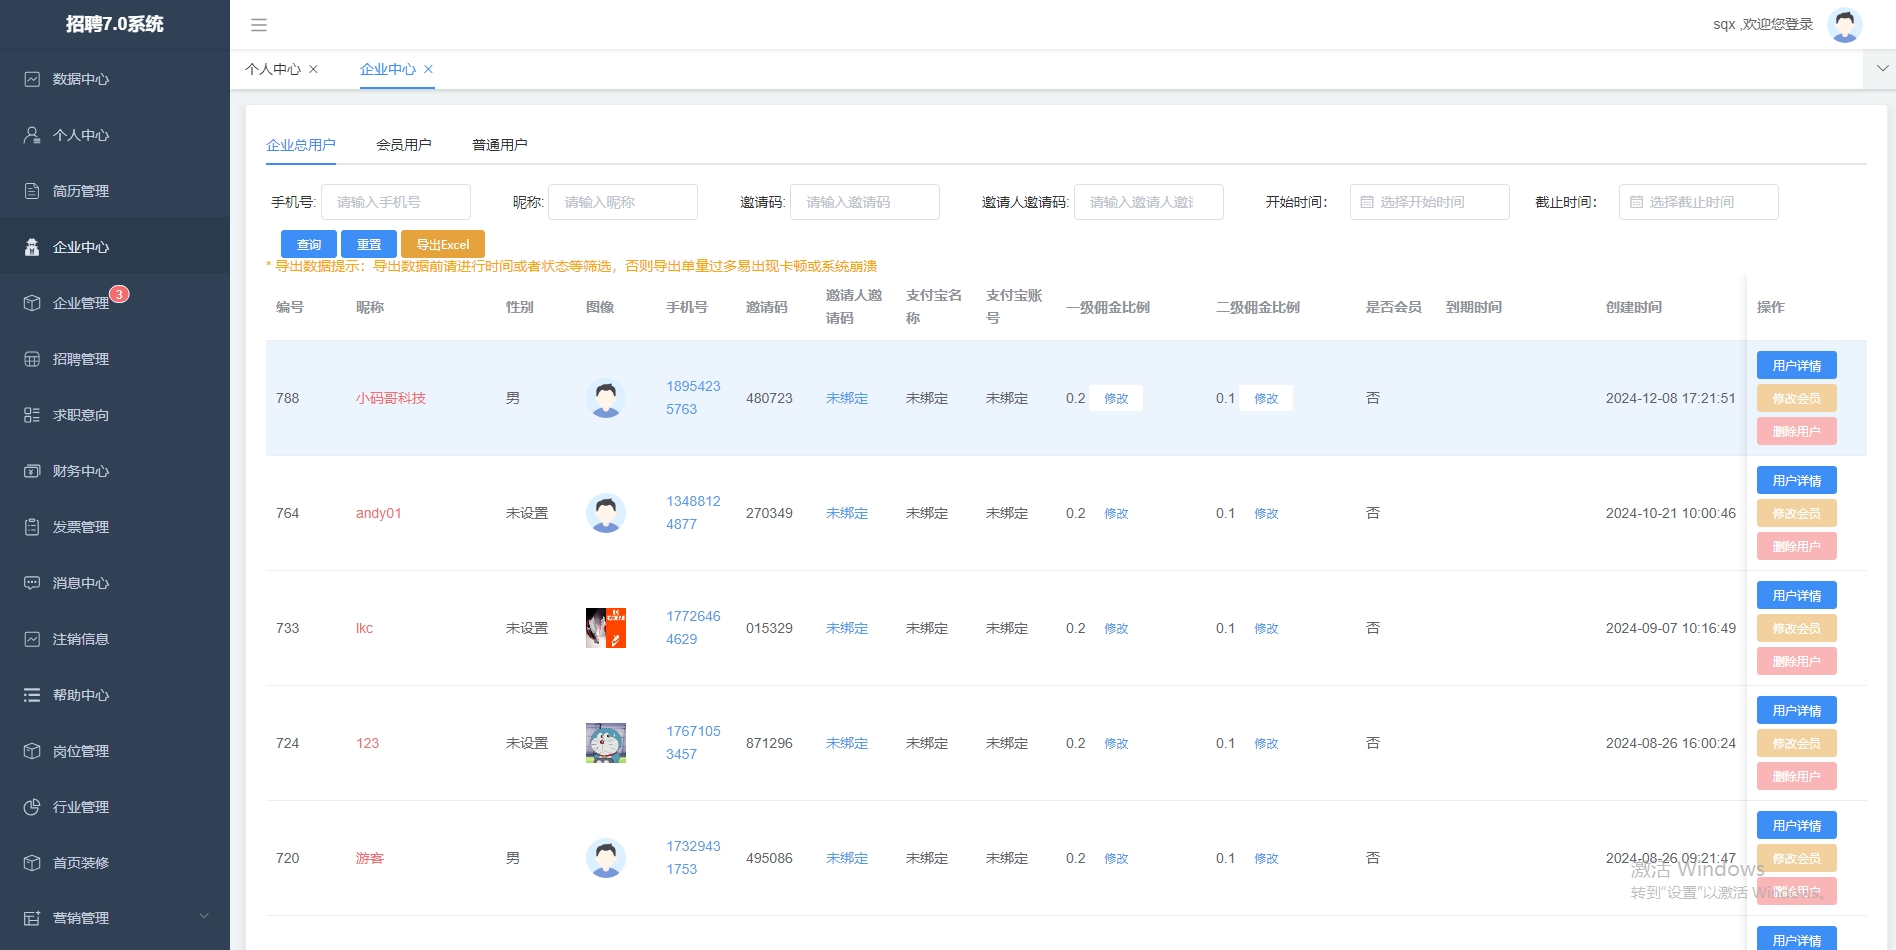 招聘7.0系统
sqx ,欢迎您登录
数据中心
个人中心
简历管理
企业中心
企业管理
3
招聘管理
求职意向
财务中心
发票管理
消息中心
注销信息
帮助中心
岗位管理
行业管理
首页装修
营销管理
个人中心
企业中心
企业总用户 会员用户 普通用户
手机号: 请输入手机号 昵称: 请输入昵称 邀请码: 请输入邀请码 邀请人邀请码: 请输入邀请人邀 开始时间： 选择开始时间 截止时间： 选择截止时间
查询 重置 导出Excel
* 导出数据提示：导出数据前请进行时间或者状态等筛选，否则导出单量过多易出现卡顿或系统崩溃
编号 昵称 性别 图像 手机号 邀请码 邀请人邀请码 支付宝名称 支付宝账号 一级佣金比例 二级佣金比例 是否会员 到期时间 创建时间 操作
788 小码哥科技 男 18954235763 480723 未绑定 未绑定 未绑定 0.2 修改 0.1 修改 否 2024-12-08 17:21:51 用户详情 修改会员 删除用户
764 andy01 未设置 13488124877 270349 未绑定 未绑定 未绑定 0.2 修改 0.1 修改 否 2024-10-21 10:00:46 用户详情 修改会员 删除用户
733 lkc 未设置 17726464629 015329 未绑定 未绑定 未绑定 0.2 修改 0.1 修改 否 2024-09-07 10:16:49 用户详情 修改会员 删除用户
724 123 未设置 17671053457 871296 未绑定 未绑定 未绑定 0.2 修改 0.1 修改 否 2024-08-26 16:00:24 用户详情 修改会员 删除用户
720 游客 男 17329431753 495086 未绑定 未绑定 未绑定 0.2 修改 0.1 修改 否 2024-08-26 09:21:47 用户详情 修改会员 删除用户
用户详情
激活 Windows
转到“设置”以激活 Windows。